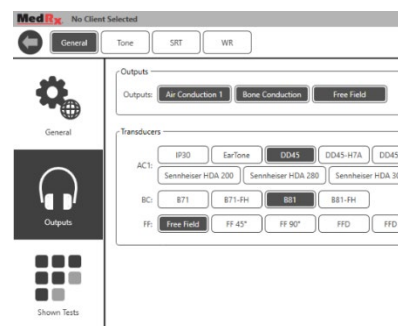 MedRx No Client Selected
General Tone SRT WR
Outputs
Outputs: Air Conduction 1 Bone Conduction Free Field
General
Transducers
AC1: IP30 EarTone DD45 DD45-H7A DD45
Sennheiser HDA 200 Sennheiser HDA 280 Sennheiser HDA 30
BC: B71 B71-FH B81 B81-FH
Outputs
FF: Free Field FF 45° FF 90° FFD FFD
Shown Tests